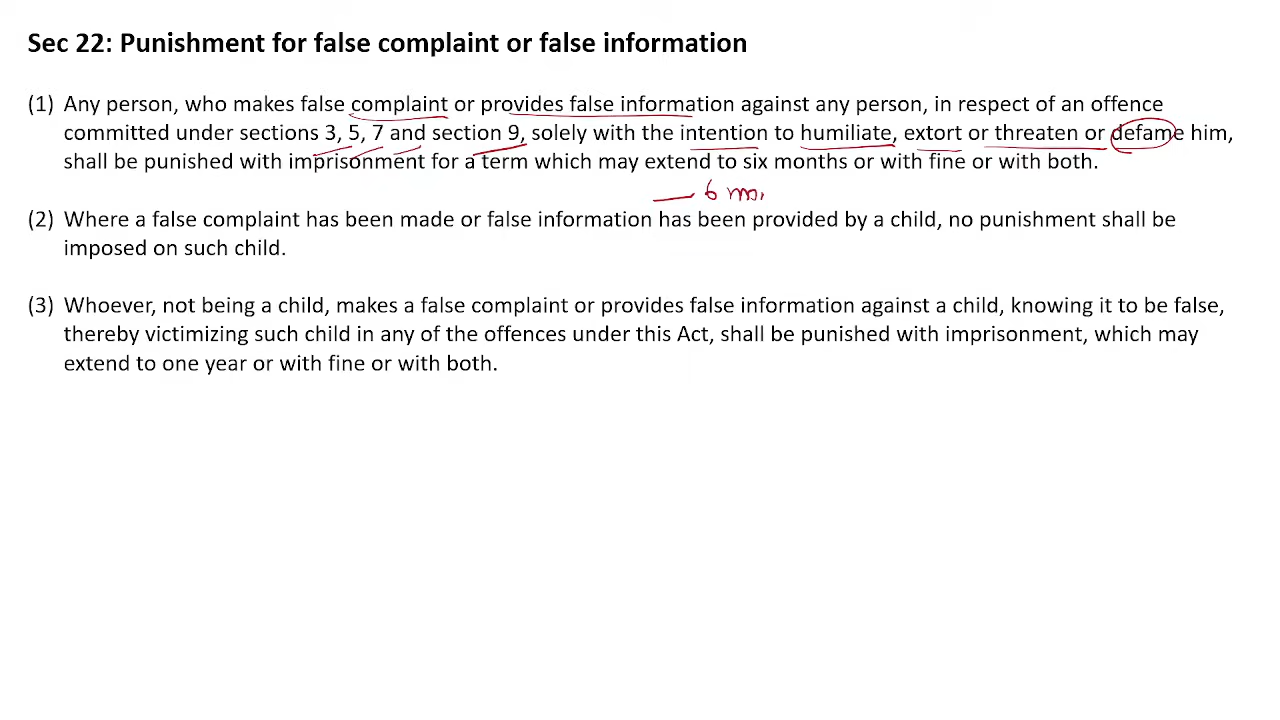 Sec 22: Punishment for false complaint or false information
(1) Any person, who makes false complaint or provides false information against any person, in respect of an offence
committed under sections 3, 5, 7 and section 9, solely with the intention to humiliate, extort or threaten or defame him,
shall be punished with imprisonment for a term which may extend to six months or with fine or with both.
6 mo.
(2) Where a false complaint has been made or false information has been provided by a child, no punishment shall be
imposed on such child.
(3) Whoever, not being a child, makes a false complaint or provides false information against a child, knowing it to be false,
thereby victimizing such child in any of the offences under this Act, shall be punished with imprisonment, which may
extend to one year or with fine or with both.